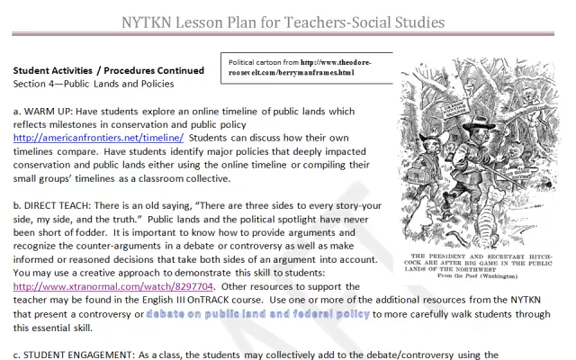 NYTKN Lesson Plan for Teachers-Social Studies
Student Activities / Procedures Continued
Section 4—Public Lands and Policies
Political cartoon from http://www.theodore-
roosevelt.com/berrymanframes.html
a. WARM UP: Have students explore an online timeline of public lands which
reflects milestones in conservation and public policy
http://americanfrontiers.net/timeline/ Students can discuss how their own
timelines compare. Have students identify major policies that deeply impacted
conservation and public lands either using the online timeline or compiling their
small groups' timelines as a classroom collective.
b. DIRECT TEACH: There is an old saying, "There are three sides to every story-your
side, my side, and the truth." Public lands and the political spotlight have never
been short of fodder. It is important to know how to provide arguments and
recognize the counter-arguments in a debate or controversy as well as make
informed or reasoned decisions that take both sides of an argument into account.
You may use a creative approach to demonstrate this skill to students:
http://www.xtranormal.com/watch/8297704. Other resources to support the
teacher may be found in the English III OnTRACK course. Use one or more of the additional resources from the NYTKN
that present a controversy or debate on public land and federal policy to more carefully walk students through
this essential skill.
THE PRESIDENT AND SECRETARY HITCH-
COCK ARE AFTER BIG GAME IN THE PUBLIC
LANDS OF THE NORTHWEST
From the Post (Washington)
c. STUDENT ENGAGEMENT: As a class, the students may collectively add to the debate/controversy using the